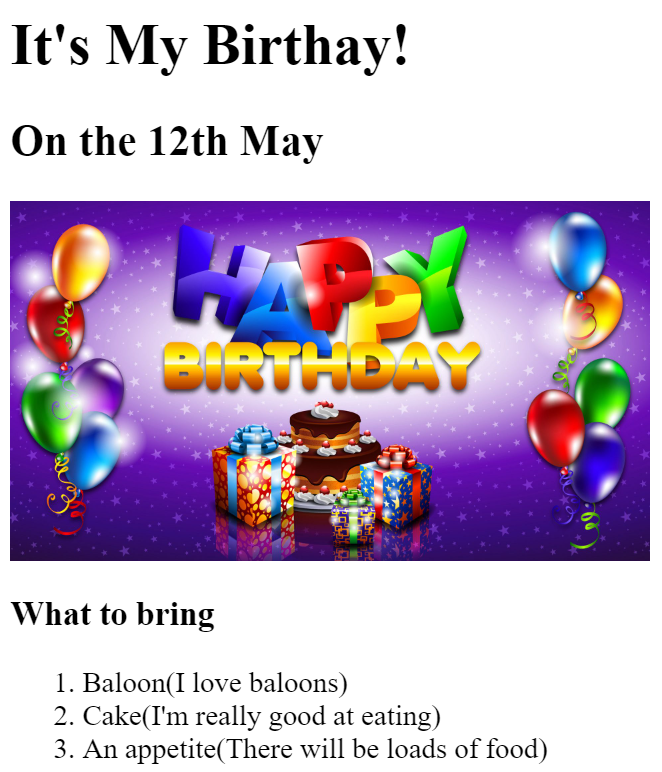 It's My Birthay!
On the 12th May
HAPPY
BIRTHDAY
What to bring
1. Baloon(I love baloons)
2. Cake(I'm really good at eating)
3. An appetite(There will be loads of food)